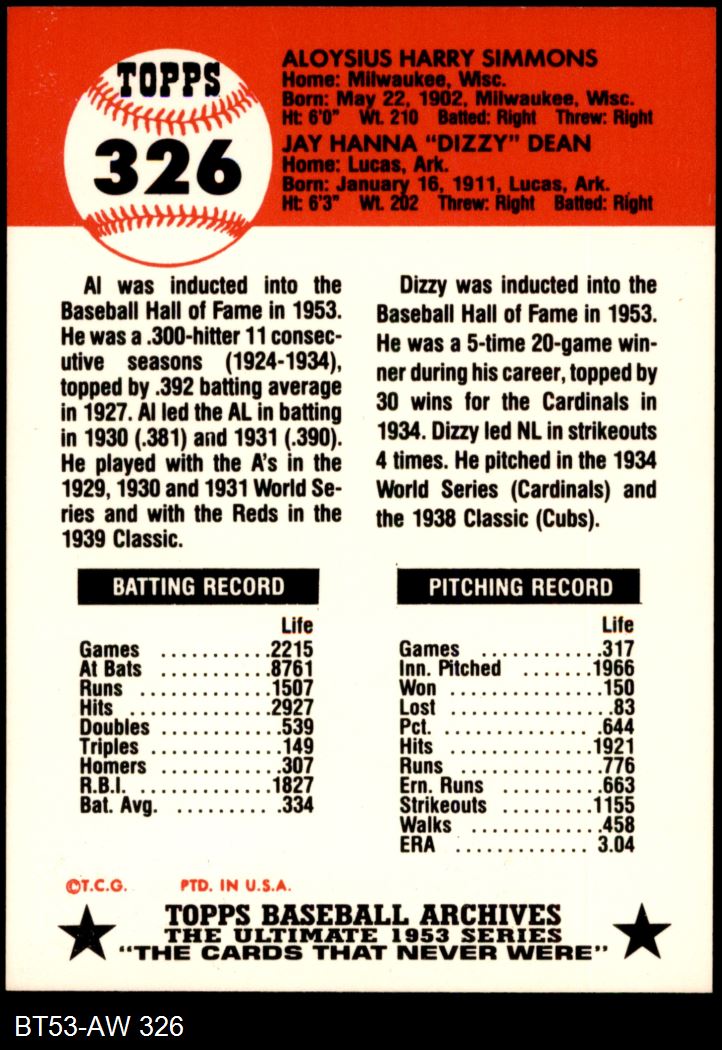 TOPPS
326
ALOYSIUS HARRY SIMMONS
Home: Milwaukee, Wisc.
Born: May 22, 1902, Milwaukee, Wisc.
Ht: 6'0" Wt. 210 Batted: Right Threw: Right
JAY HANNA "DIZZY" DEAN
Home: Lucas, Ark.
Born: January 16, 1911, Lucas, Ark.
Ht: 6'3" Wt. 202 Threw: Right Batted: Right
Al was inducted into the
Baseball Hall of Fame in 1953.
He was a .300-hitter 11 consec-
utive seasons (1924-1934),
topped by .392 batting average
in 1927. Al led the AL in batting
in 1930 (.381) and 1931 (.390).
He played with the A's in the
1929, 1930 and 1931 World Se-
ries and with the Reds in the
1939 Classic.
Dizzy was inducted into the
Baseball Hall of Fame in 1953.
He was a 5-time 20-game win-
ner during his career, topped by
30 wins for the Cardinals in
1934. Dizzy led NL in strikeouts
4 times. He pitched in the 1934
World Series (Cardinals) and
the 1938 Classic (Cubs).
BATTING RECORD
Life
Games ............2215
At Bats ............8761
Runs ..............1507
Hits ...............2927
Doubles ............539
Triples .............149
Homers ............307
R.B.I. ..............1827
Bat. Avg. ..........334
PITCHING RECORD
Life
Games ............317
Inn. Pitched .......1966
Won ..............150
Lost ...............83
Pct. ...............644
Hits ..............1921
Runs .............776
Ern. Runs ..........663
Strikeouts .........1155
Walks ............458
ERA ............ 3.04
©T.C.G. PTD. IN U.S.A.
TOPPS BASEBALL ARCHIVES
THE ULTIMATE 1953 SERIES
"THE CARDS THAT NEVER WERE"
BT53-AW 326